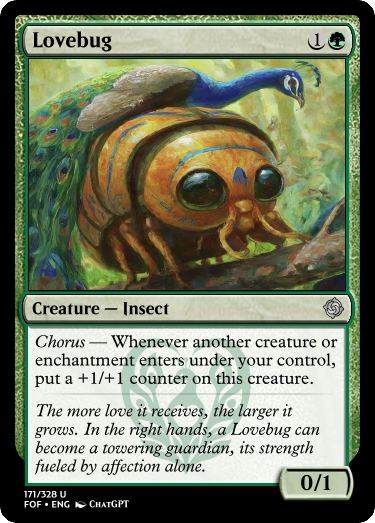 Lovebug 1
Creature — Insect
Chorus — Whenever another creature or
enchantment enters under your control,
put a +1/+1 counter on this creature.
The more love it receives, the larger it
grows. In the right hands, a Lovebug can
become a towering guardian, its strength
fueled by affection alone.
0/1
171/328 U
FOF • ENG ChatGPT